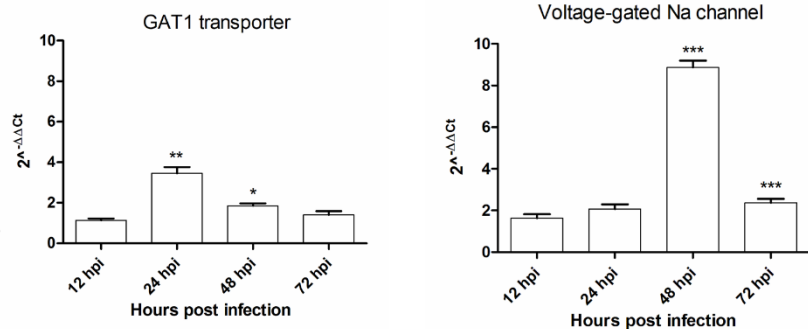 GAT1 transporter
10
8
6
4
2
0
2^-ΔΔCt
**
*
12 hpi
24 hpi
48 hpi
72 hpi
Hours post infection
Voltage-gated Na channel
10
8
6
4
2
0
2^-ΔΔCt
***
***
12 hpi
24 hpi
48 hpi
72 hpi
Hours post infection